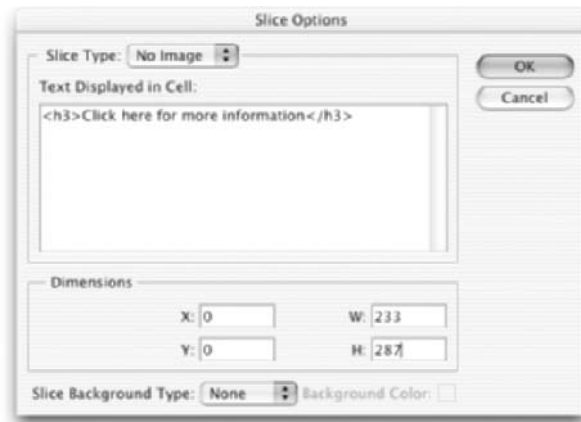 Slice Options
Slice Type: No Image
OK
Text Displayed in Cell:
Cancel
<h3>Click here for more information</h3>
Dimensions
X: 0 W: 233
Y: 0 H: 287
Slice Background Type: None Background Color: